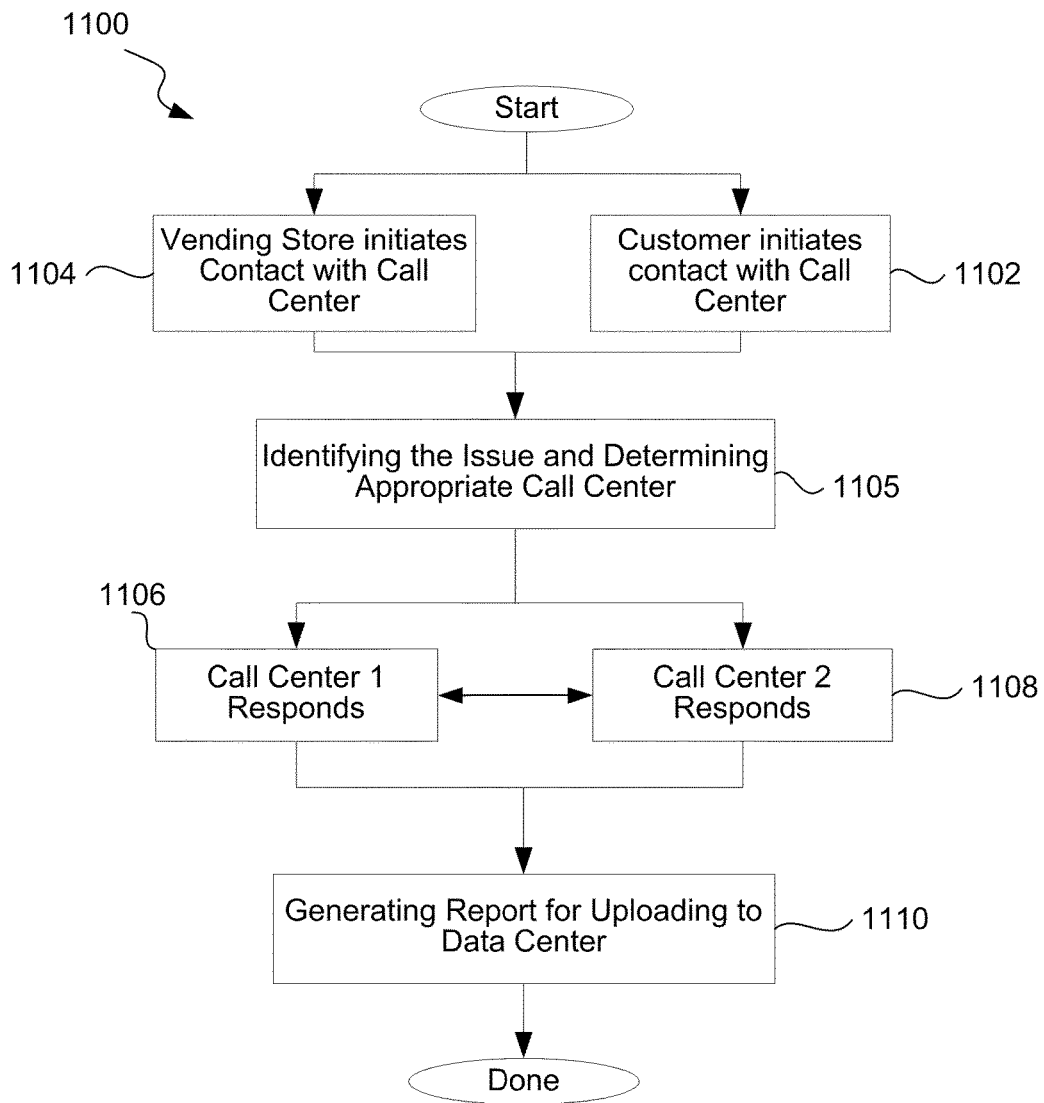 1100
Start
Vending Store initiates
Contact with Call
Center
1104
Customer initiates
contact with Call
Center
1102
Identifying the Issue and Determining
Appropriate Call Center
1105
1106
Call Center 1
Responds
Call Center 2
Responds
1108
Generating Report for Uploading to
Data Center
1110
Done